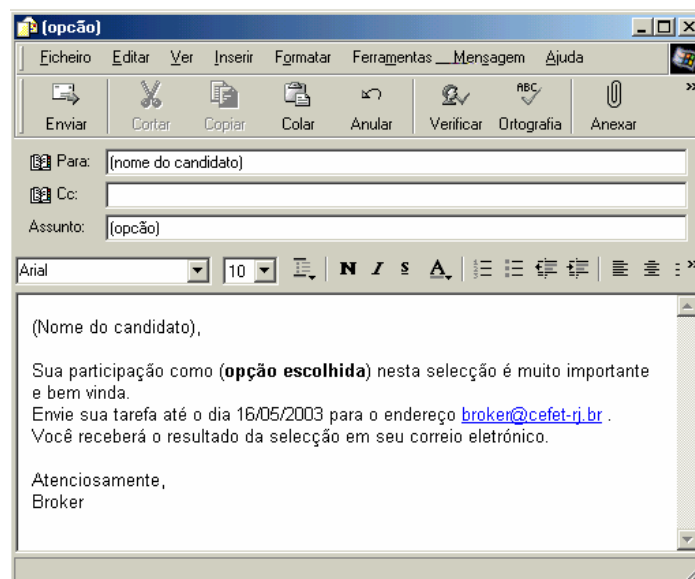 (opcão)
Ficheiro Editar Ver Inserir Formatar Ferramentas Mensagem Ajuda
ABC
Enviar Cortar Copiar Colar Anular Verificar Ortografia Anexar
Para: (nome do candidato)
Cc:
Assunto: (opcão)
Arial 10 N I S A
(Nome do candidato),
Sua participação como (opção escolhida) nesta selecção é muito importante
e bem vinda.
Envie sua tarefa até o dia 16/05/2003 para o endereço broker@cefet-rj.br .
Você receberá o resultado da selecção em seu correio eletrónico.
Atenciosamente,
Broker